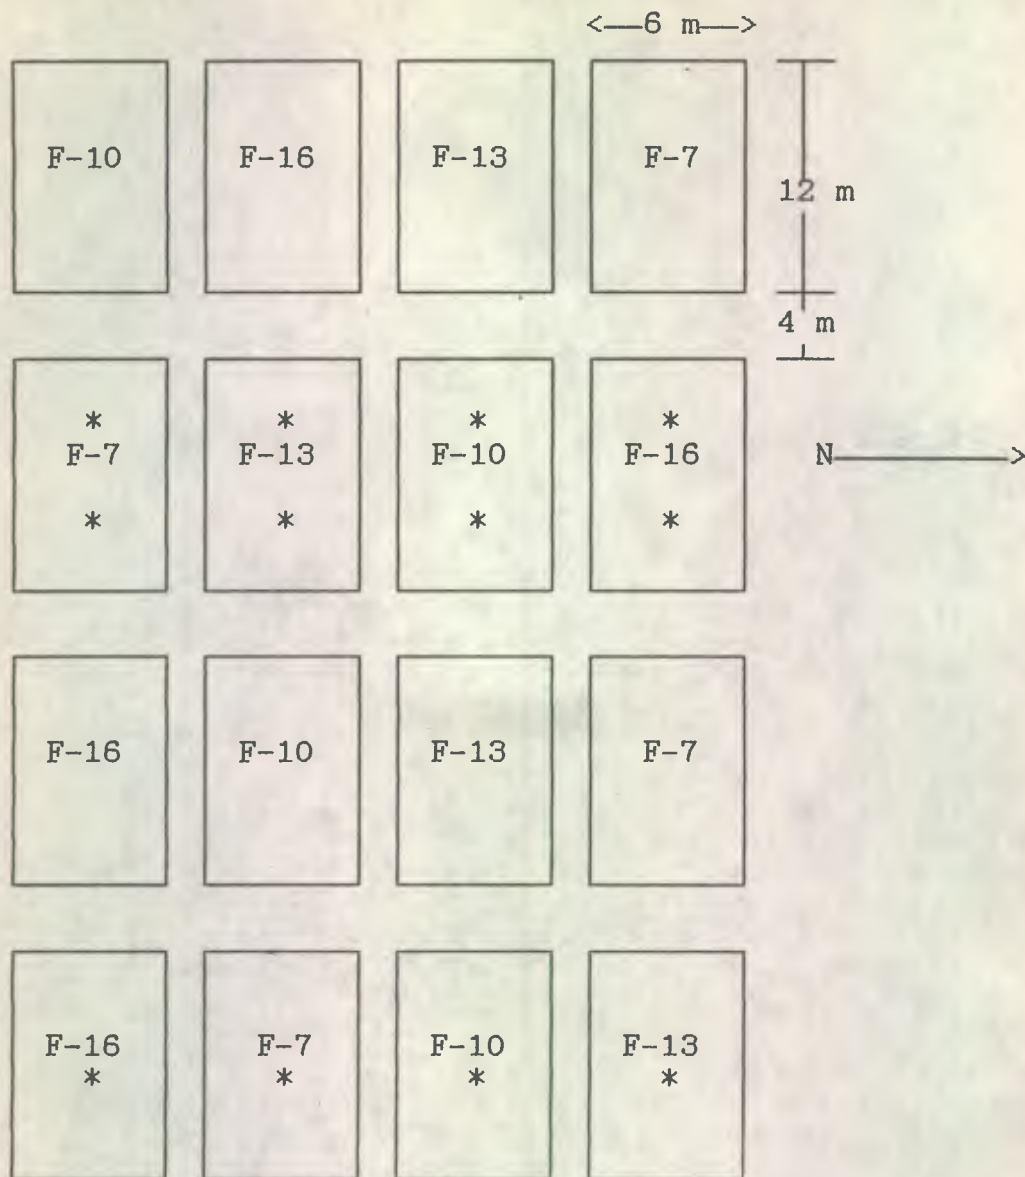 <—6 m—>
F-10 F-16 F-13 F-7
12 m
4 m
* * * *
F-7 F-13 F-10 F-16 N——>
* * * *
F-16 F-10 F-13 F-7
F-16 F-7 F-10 F-13
* * * *